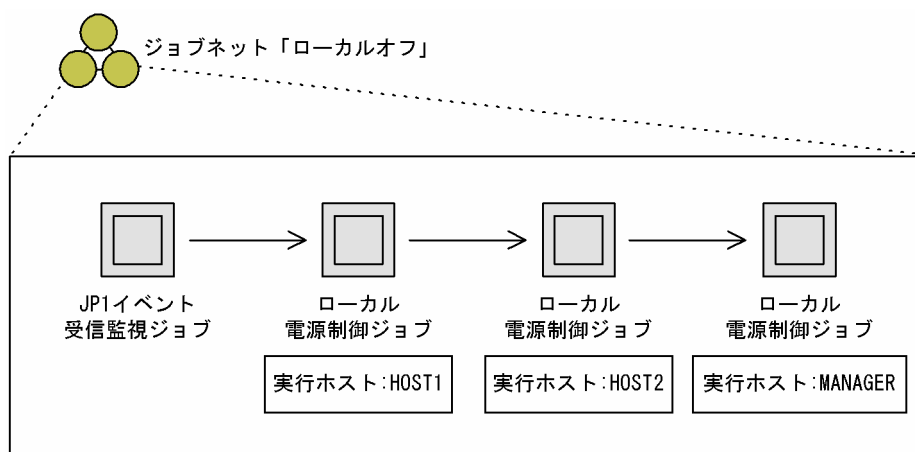 ジョブネット「ローカルオフ」
JP1イベント
受信監視ジョブ
ローカル
電源制御ジョブ
実行ホスト:HOST1
ローカル
電源制御ジョブ
実行ホスト:HOST2
ローカル
電源制御ジョブ
実行ホスト:MANAGER